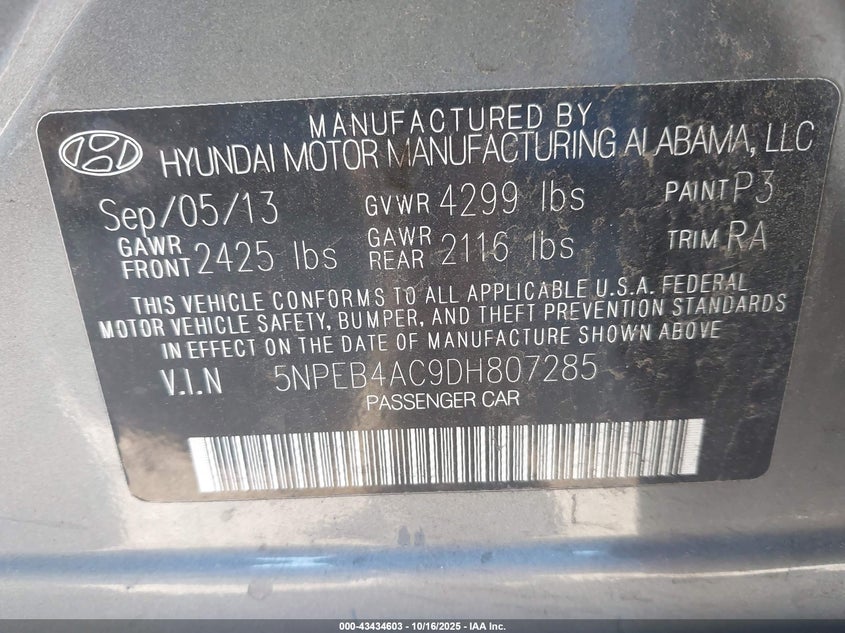 MANUFACTURED BY
HYUNDAI MOTOR MANUFACTURING ALABAMA, LLC
Sep/05/13 GVWR 4299 lbs PAINT P3
GAWR FRONT 2425 lbs GAWR REAR 2116 lbs TRIM RA
THIS VEHICLE CONFORMS TO ALL APPLICABLE U.S.A. FEDERAL
MOTOR VEHICLE SAFETY, BUMPER, AND THEFT PREVENTION STANDARDS
IN EFFECT ON THE DATE OF MANUFACTURE SHOWN ABOVE
V.I.N 5NPEB4AC9DH807285
PASSENGER CAR
000-43434603 - 10/16/2025 - IAA Inc.